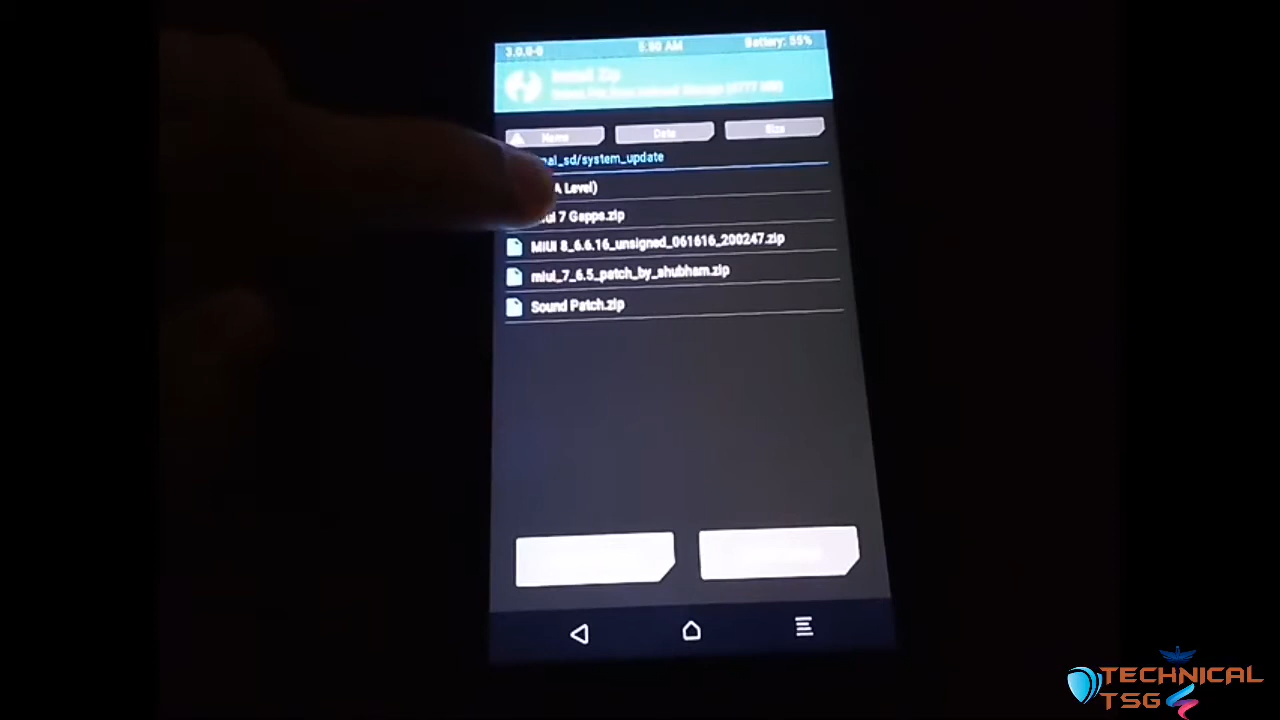 3.0.0-0 5:50 AM Battery: 55%
Install Zip
Name Date Size
_sd/system_update
Level)
7 Gapps.zip
MIUI 8_6.6.16_unsigned_061616_200247.zip
miui_7_6.5_patch_by_shubham.zip
Sound Patch.zip
TECHNICAL
TSG